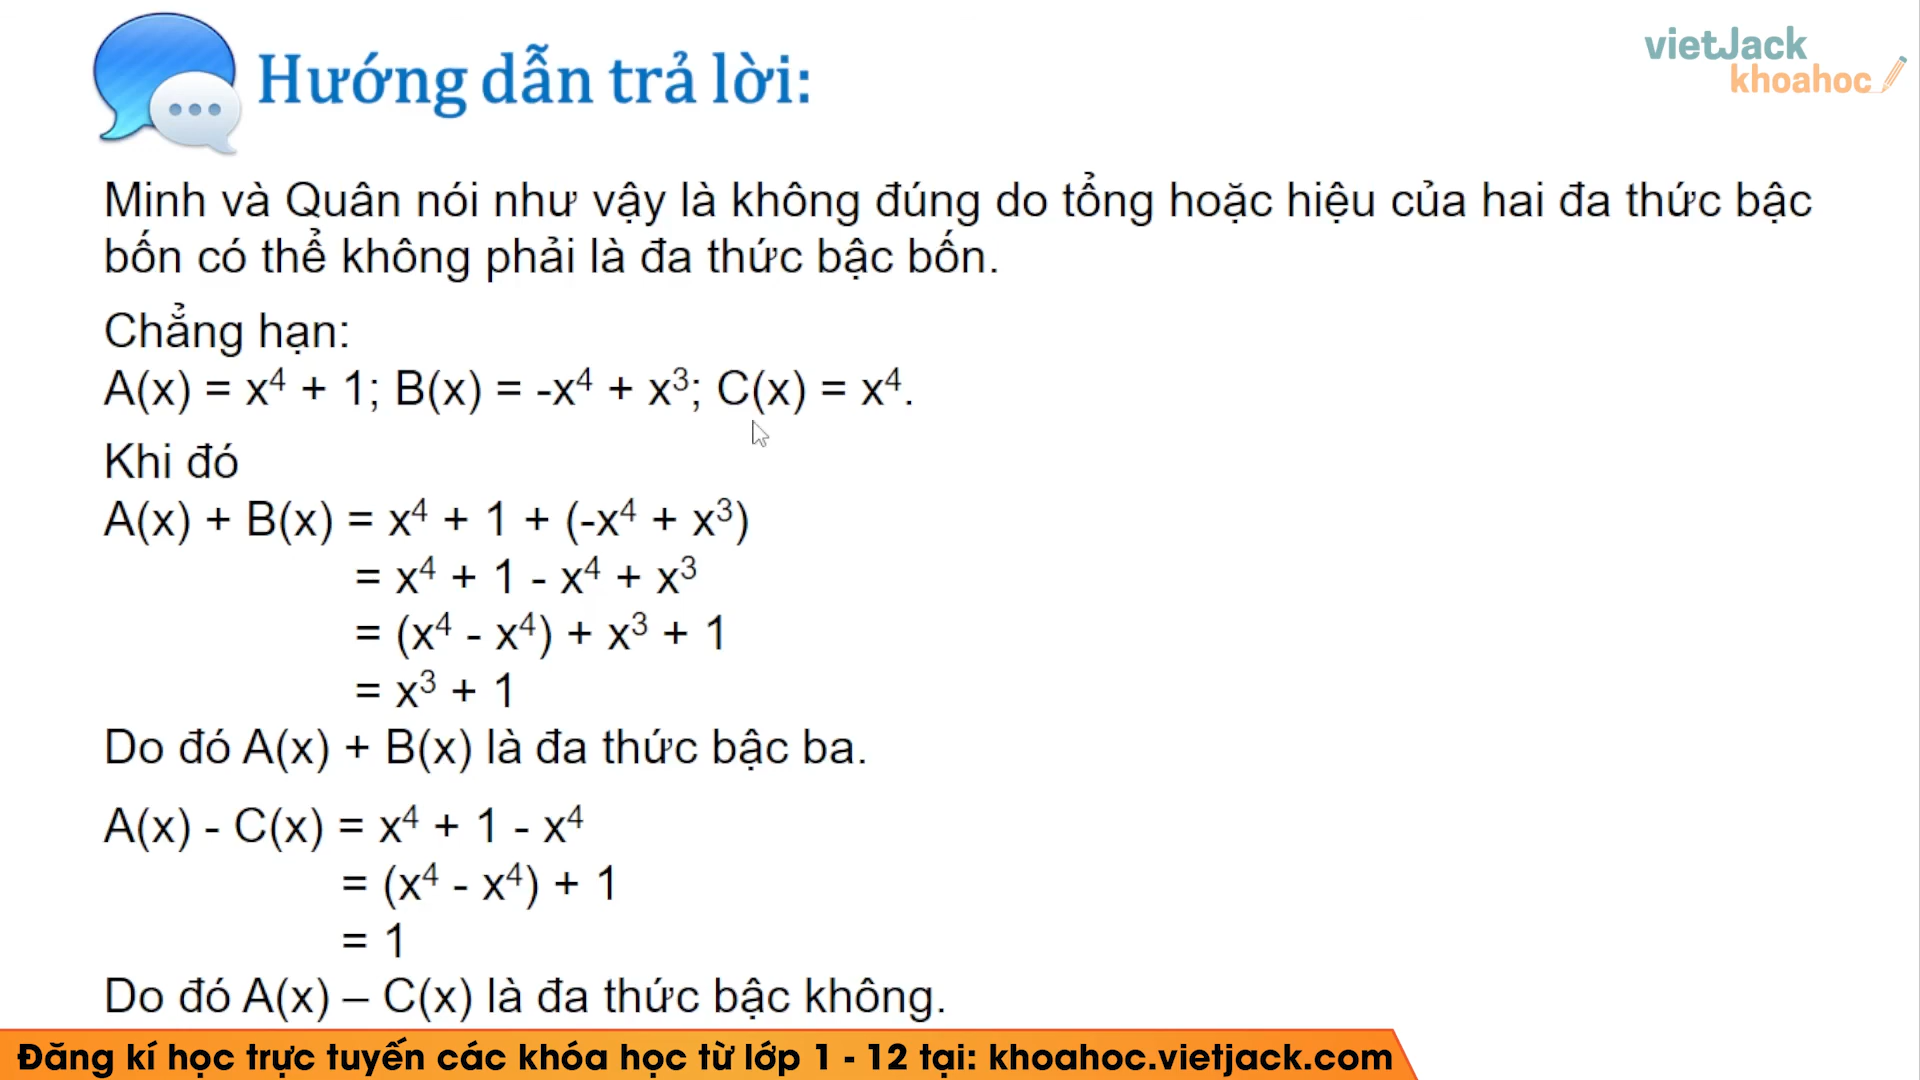 Hướng dẫn trả lời:
vietJack
khoahoc
Minh và Quân nói như vậy là không đúng do tổng hoặc hiệu của hai đa thức bậc
bốn có thể không phải là đa thức bậc bốn.
Chẳng hạn:
A(x) = x⁴ + 1; B(x) = -x⁴ + x³; C(x) = x⁴.
Khi đó
A(x) + B(x) = x⁴ + 1 + (-x⁴ + x³)
= x⁴ + 1 - x⁴ + x³
= (x⁴ - x⁴) + x³ + 1
= x³ + 1
Do đó A(x) + B(x) là đa thức bậc ba.
A(x) - C(x) = x⁴ + 1 - x⁴
= (x⁴ - x⁴) + 1
= 1
Do đó A(x) – C(x) là đa thức bậc không.
Đăng kí học trực tuyến các khóa học từ lớp 1 - 12 tại: khoahoc.vietjack.com